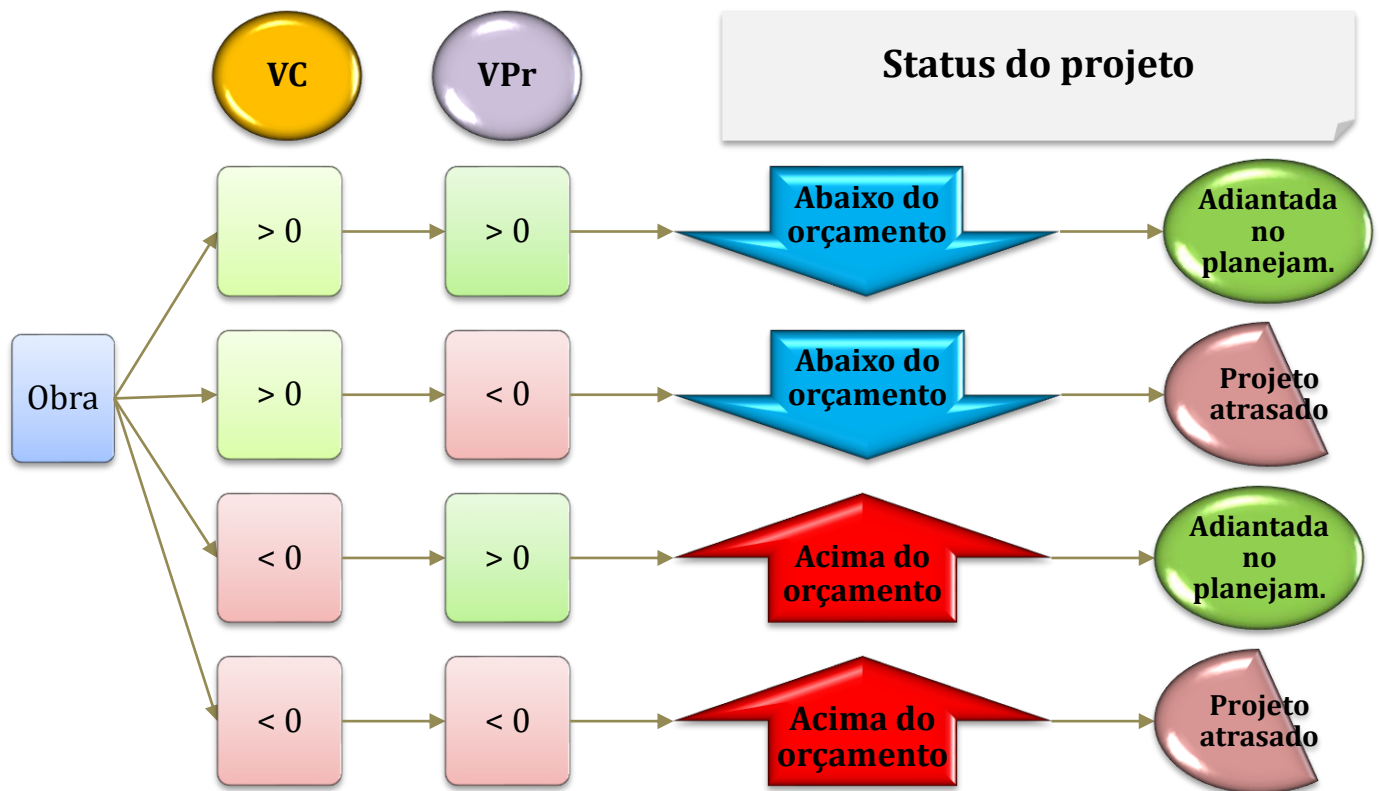 VC
VPr
Status do projeto
> 0
> 0
Abaixo do
orçamento
Adiantada
no
planejam.
Obra
> 0
< 0
Abaixo do
orçamento
Projeto
atrasado
< 0
> 0
Acima do
orçamento
Adiantada
no
planejam.
< 0
< 0
Acima do
orçamento
Projeto
atrasado